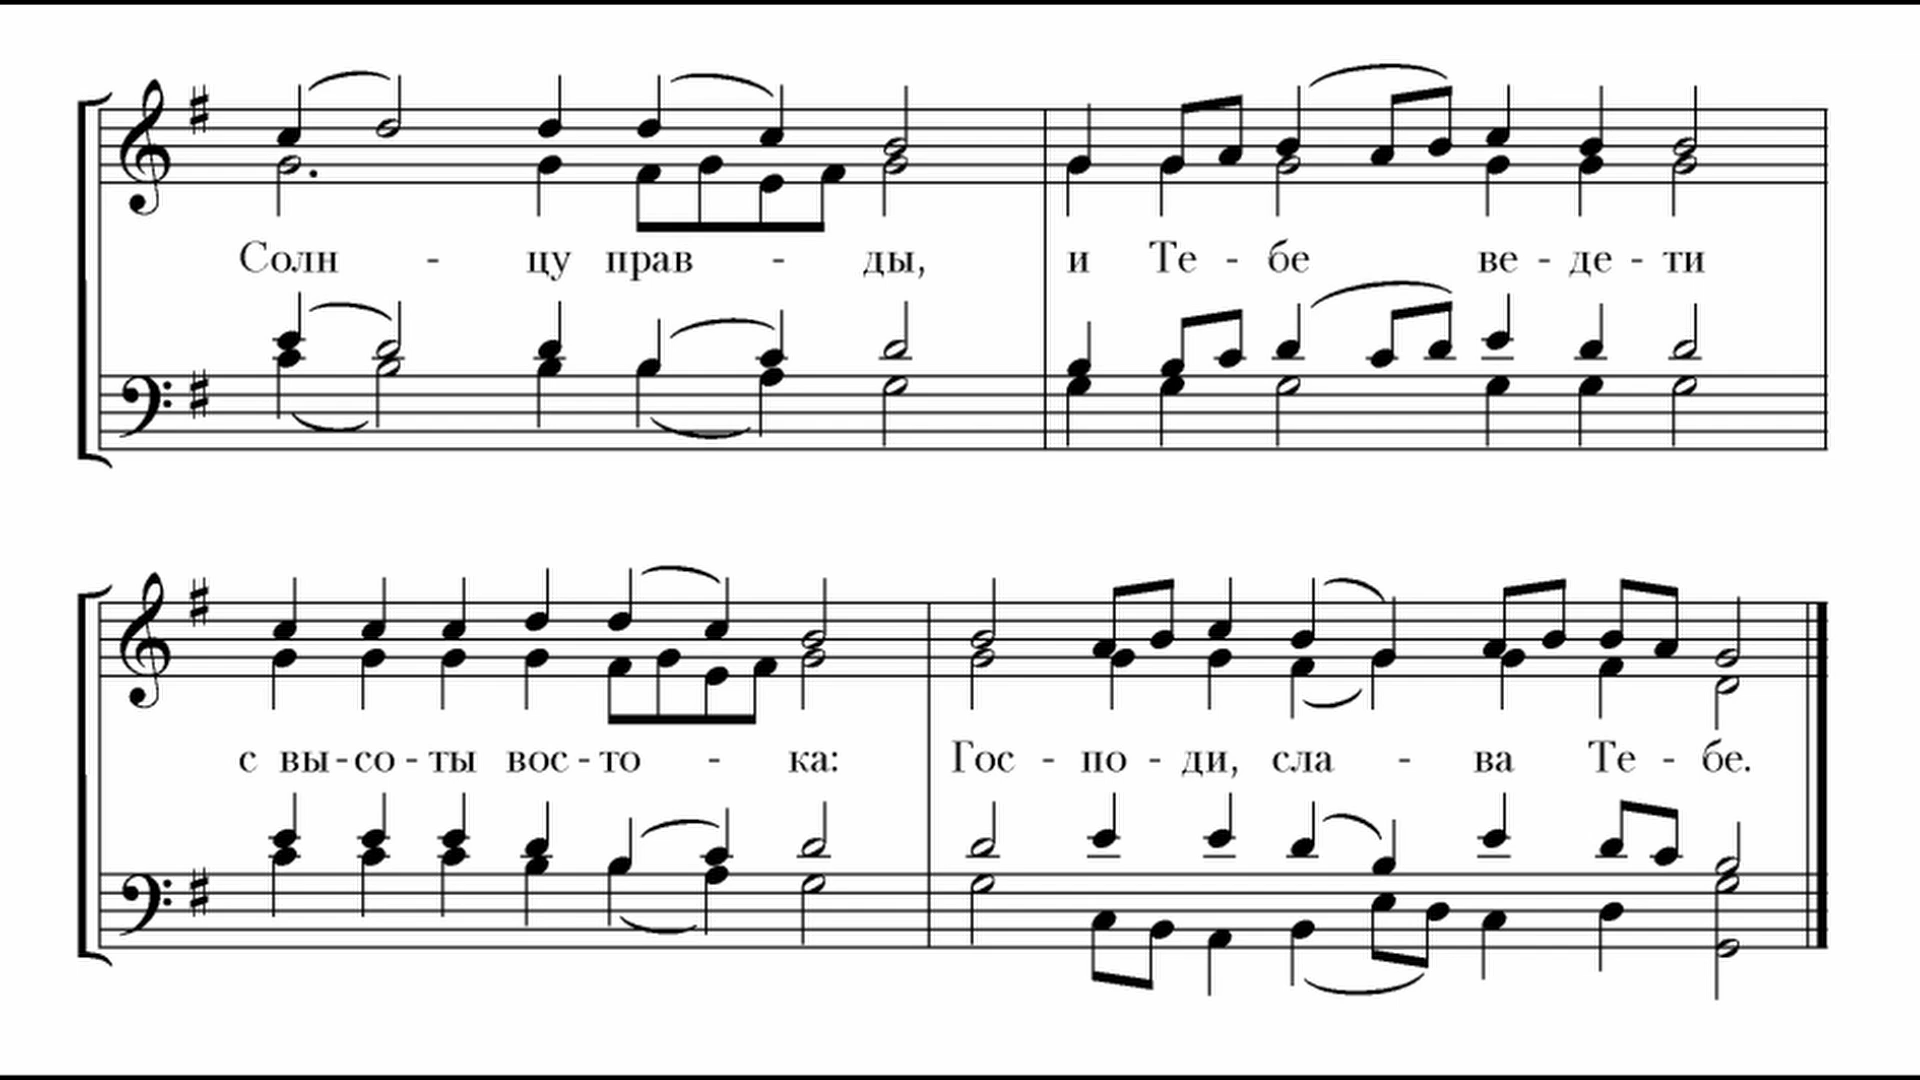 Солн - цу прав - ды, и Те - бе ве - де - ти
с вы - со - ты вос - то - ка: Гос - по - ди, сла - ва Те - бе.